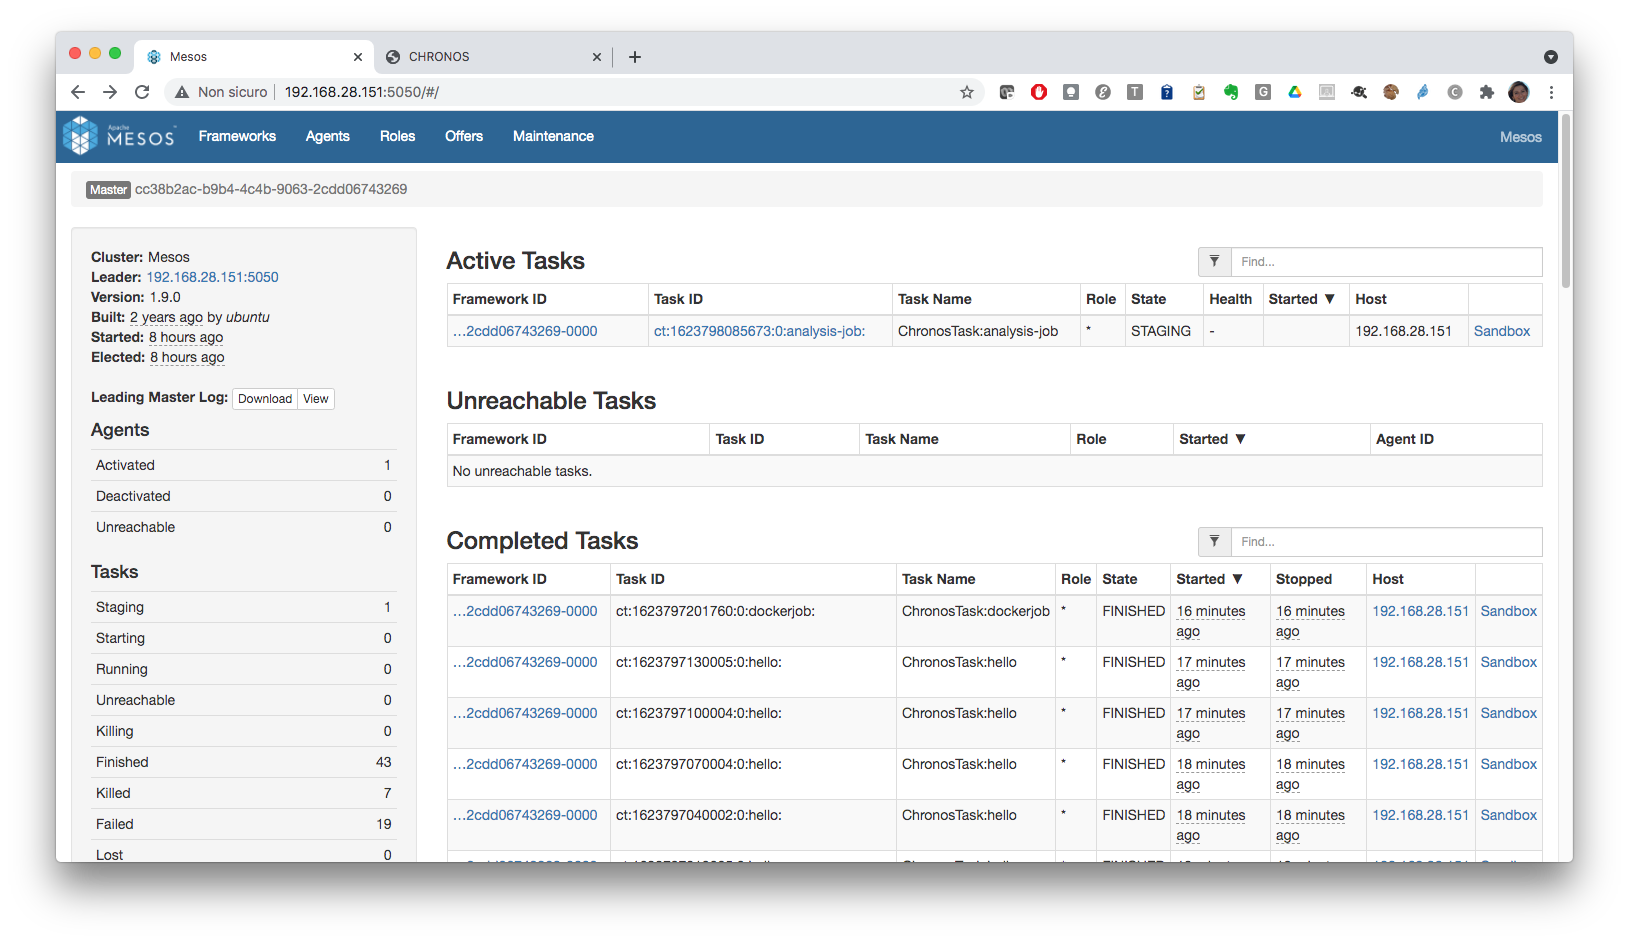 Mesos
CHRONOS
Non sicuro 192.168.28.151:5050/#/
Apache
MESOS
Frameworks Agents Roles Offers Maintenance Mesos
Master cc38b2ac-b9b4-4c4b-9063-2cdd06743269
Cluster: Mesos
Leader: 192.168.28.151:5050
Version: 1.9.0
Built: 2 years ago by ubuntu
Started: 8 hours ago
Elected: 8 hours ago
Leading Master Log: Download View
Agents
Activated 1
Deactivated 0
Unreachable 0
Tasks
Staging 1
Starting 0
Running 0
Unreachable 0
Killing 0
Finished 43
Killed 7
Failed 19
Lost 0
Active Tasks
Find...
Framework ID Task ID Task Name Role State Health Started ▼ Host
…2cdd06743269-0000 ct:1623798085673:0:analysis-job: ChronosTask:analysis-job * STAGING - 192.168.28.151 Sandbox
Unreachable Tasks
Framework ID Task ID Task Name Role Started ▼ Agent ID
No unreachable tasks.
Completed Tasks
Find...
Framework ID Task ID Task Name Role State Started ▼ Stopped Host
…2cdd06743269-0000 ct:1623797201760:0:dockerjob: ChronosTask:dockerjob * FINISHED 16 minutes ago 16 minutes ago 192.168.28.151 Sandbox
…2cdd06743269-0000 ct:1623797130005:0:hello: ChronosTask:hello * FINISHED 17 minutes ago 17 minutes ago 192.168.28.151 Sandbox
…2cdd06743269-0000 ct:1623797100004:0:hello: ChronosTask:hello * FINISHED 17 minutes ago 17 minutes ago 192.168.28.151 Sandbox
…2cdd06743269-0000 ct:1623797070004:0:hello: ChronosTask:hello * FINISHED 18 minutes ago 18 minutes ago 192.168.28.151 Sandbox
…2cdd06743269-0000 ct:1623797040002:0:hello: ChronosTask:hello * FINISHED 18 minutes ago 18 minutes ago 192.168.28.151 Sandbox